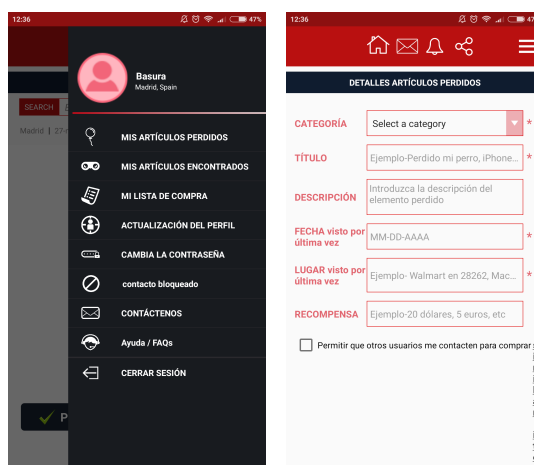 12:36
47%
Basura
Madrid, Spain
SEARCH
Madrid | 27-
MIS ARTÍCULOS PERDIDOS
MIS ARTÍCULOS ENCONTRADOS
MI LISTA DE COMPRA
ACTUALIZACIÓN DEL PERFIL
CAMBIA LA CONTRASEÑA
contacto bloqueado
CONTÁCTENOS
Ayuda / FAQs
CERRAR SESIÓN
P
12:36
47
DETALLES ARTÍCULOS PERDIDOS
CATEGORÍA
Select a category
*
TÍTULO
Ejemplo-Perdido mi perro, iPhone...
*
DESCRIPCIÓN
Introduzca la descripción del
elemento perdido
FECHA visto por
última vez
MM-DD-AAAA
*
LUGAR visto por
última vez
Ejemplo- Walmart en 28262, Mac...
*
RECOMPENSA
Ejemplo-20 dólares, 5 euros, etc
Permitir que otros usuarios me contacten para comprar